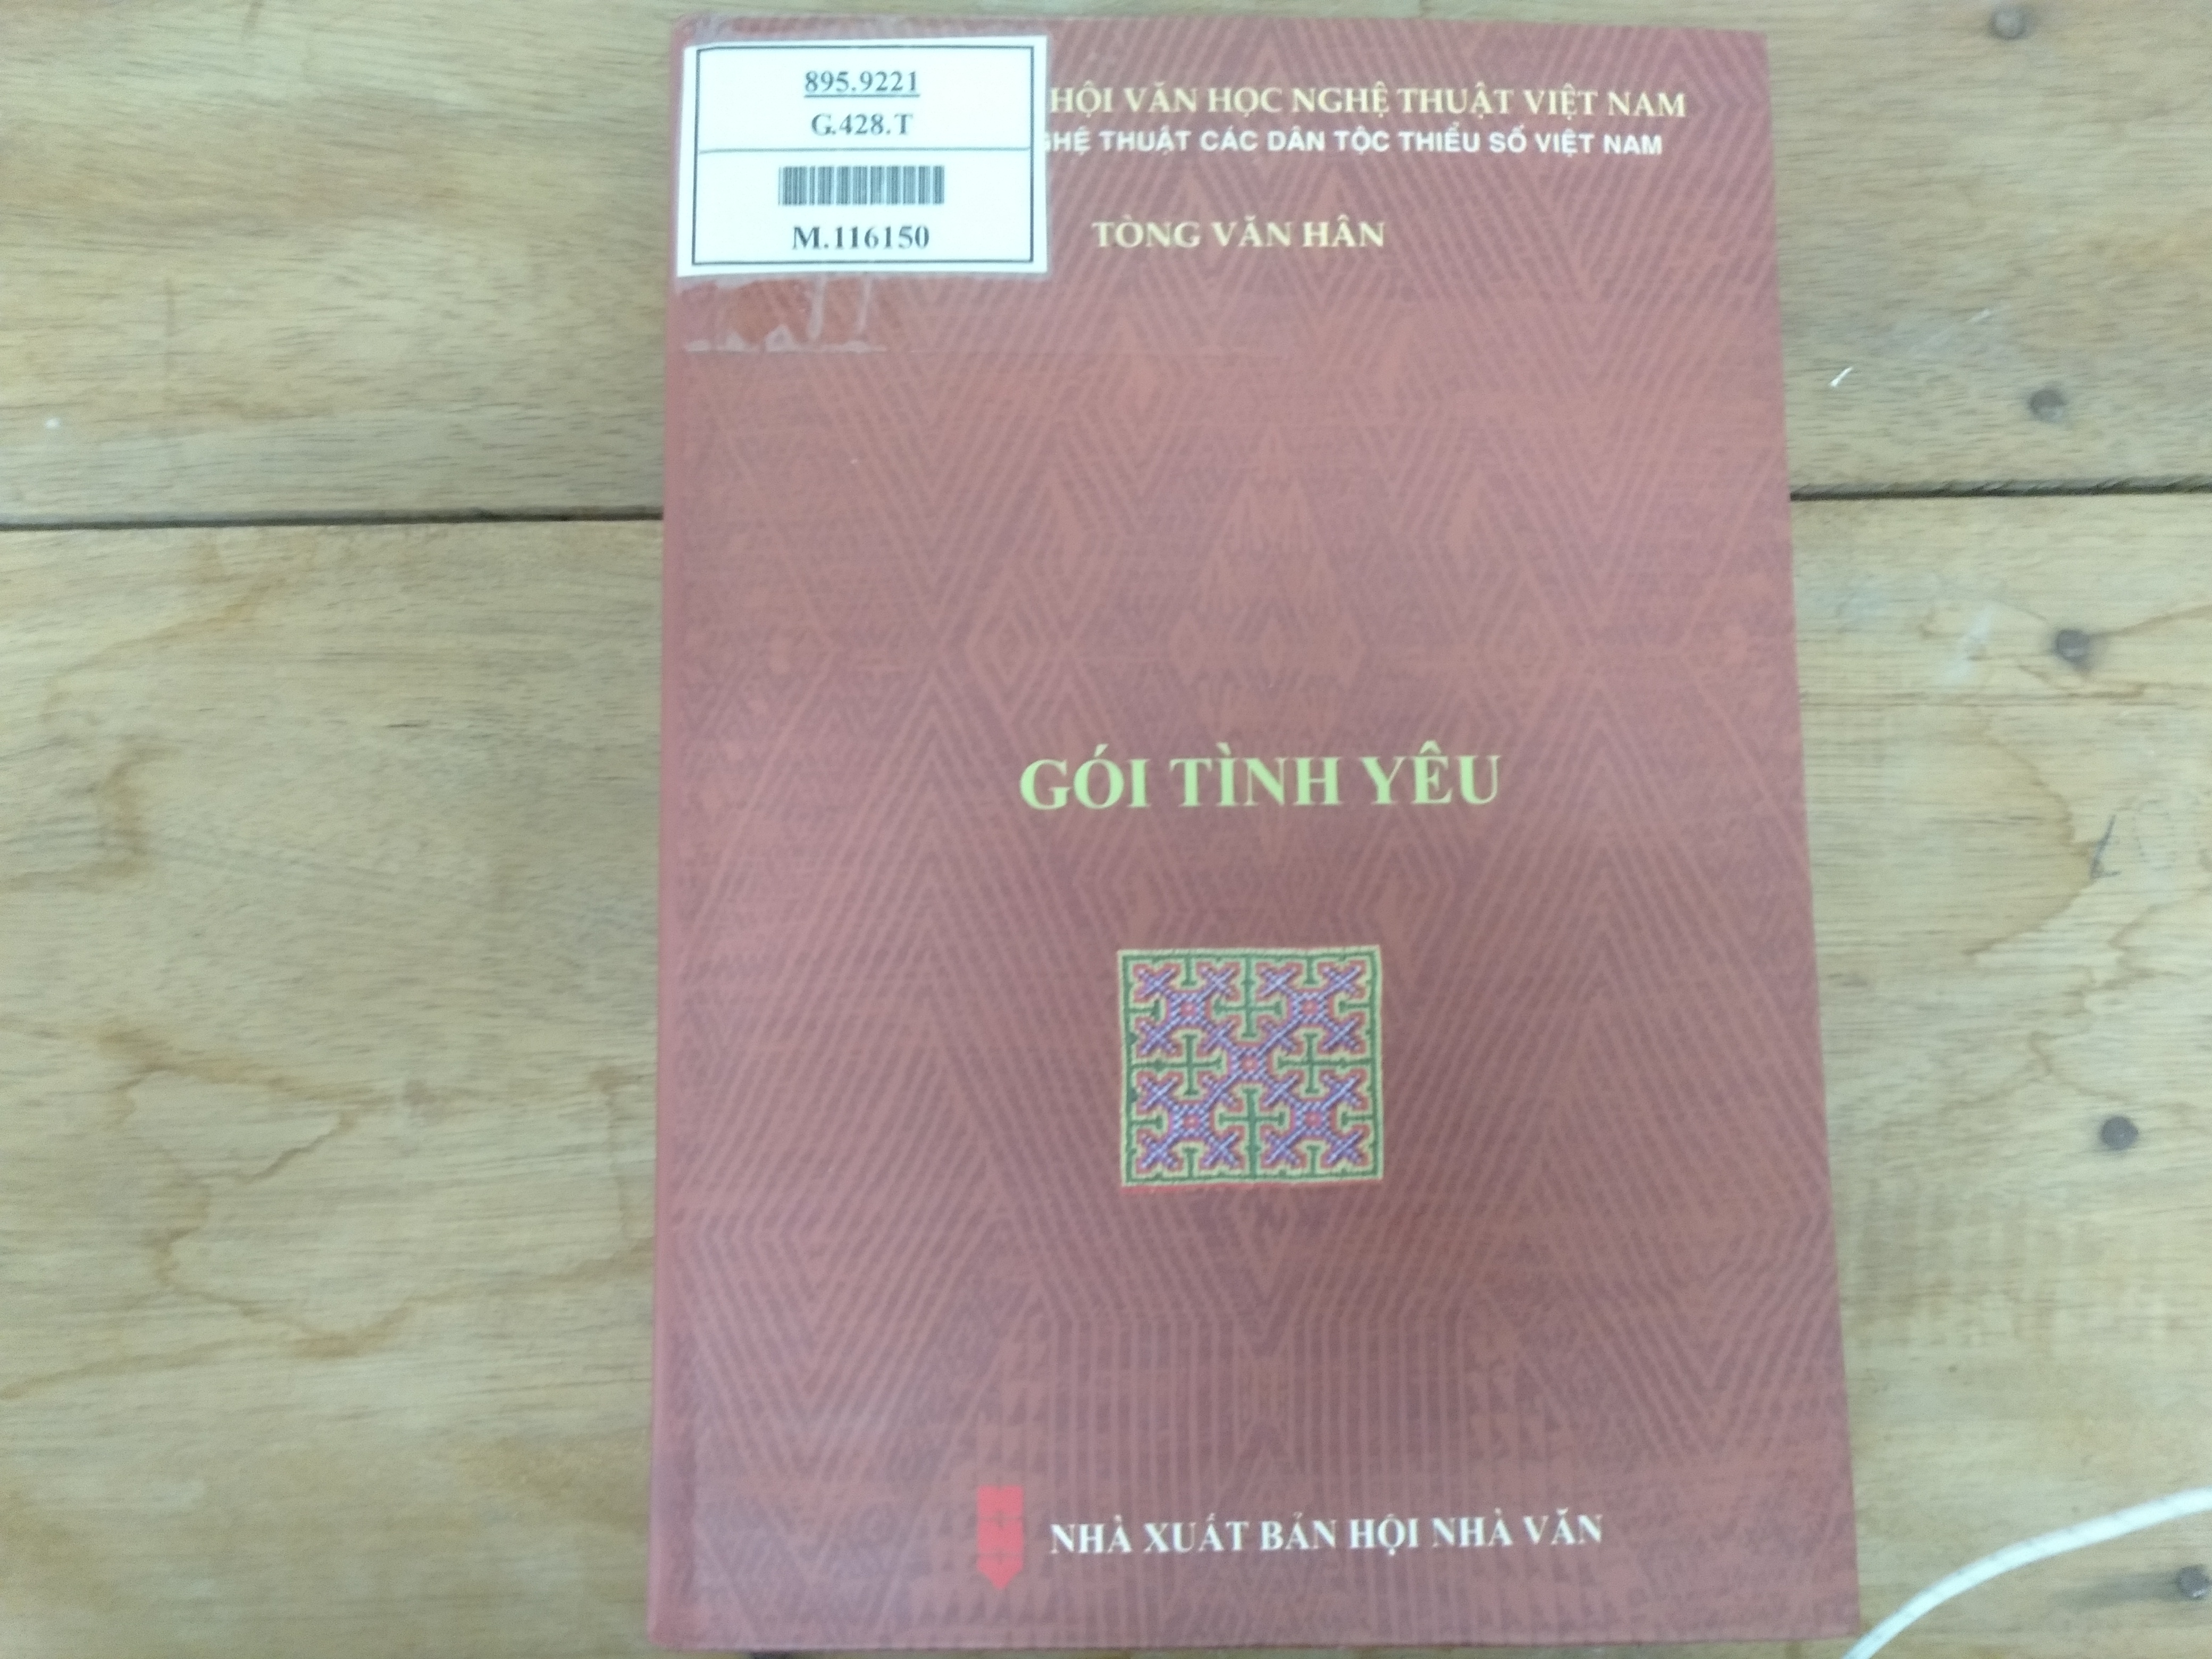 895.9221
G.428.T
M.116150
HỘI VĂN HỌC NGHỆ THUẬT VIỆT NAM
THUẬT CÁC DÂN TỘC THIỂU SỐ VIỆT NAM
TÒNG VĂN HÂN
GÓI TÌNH YÊU
NHÀ XUẤT BẢN HỘI NHÀ VĂN